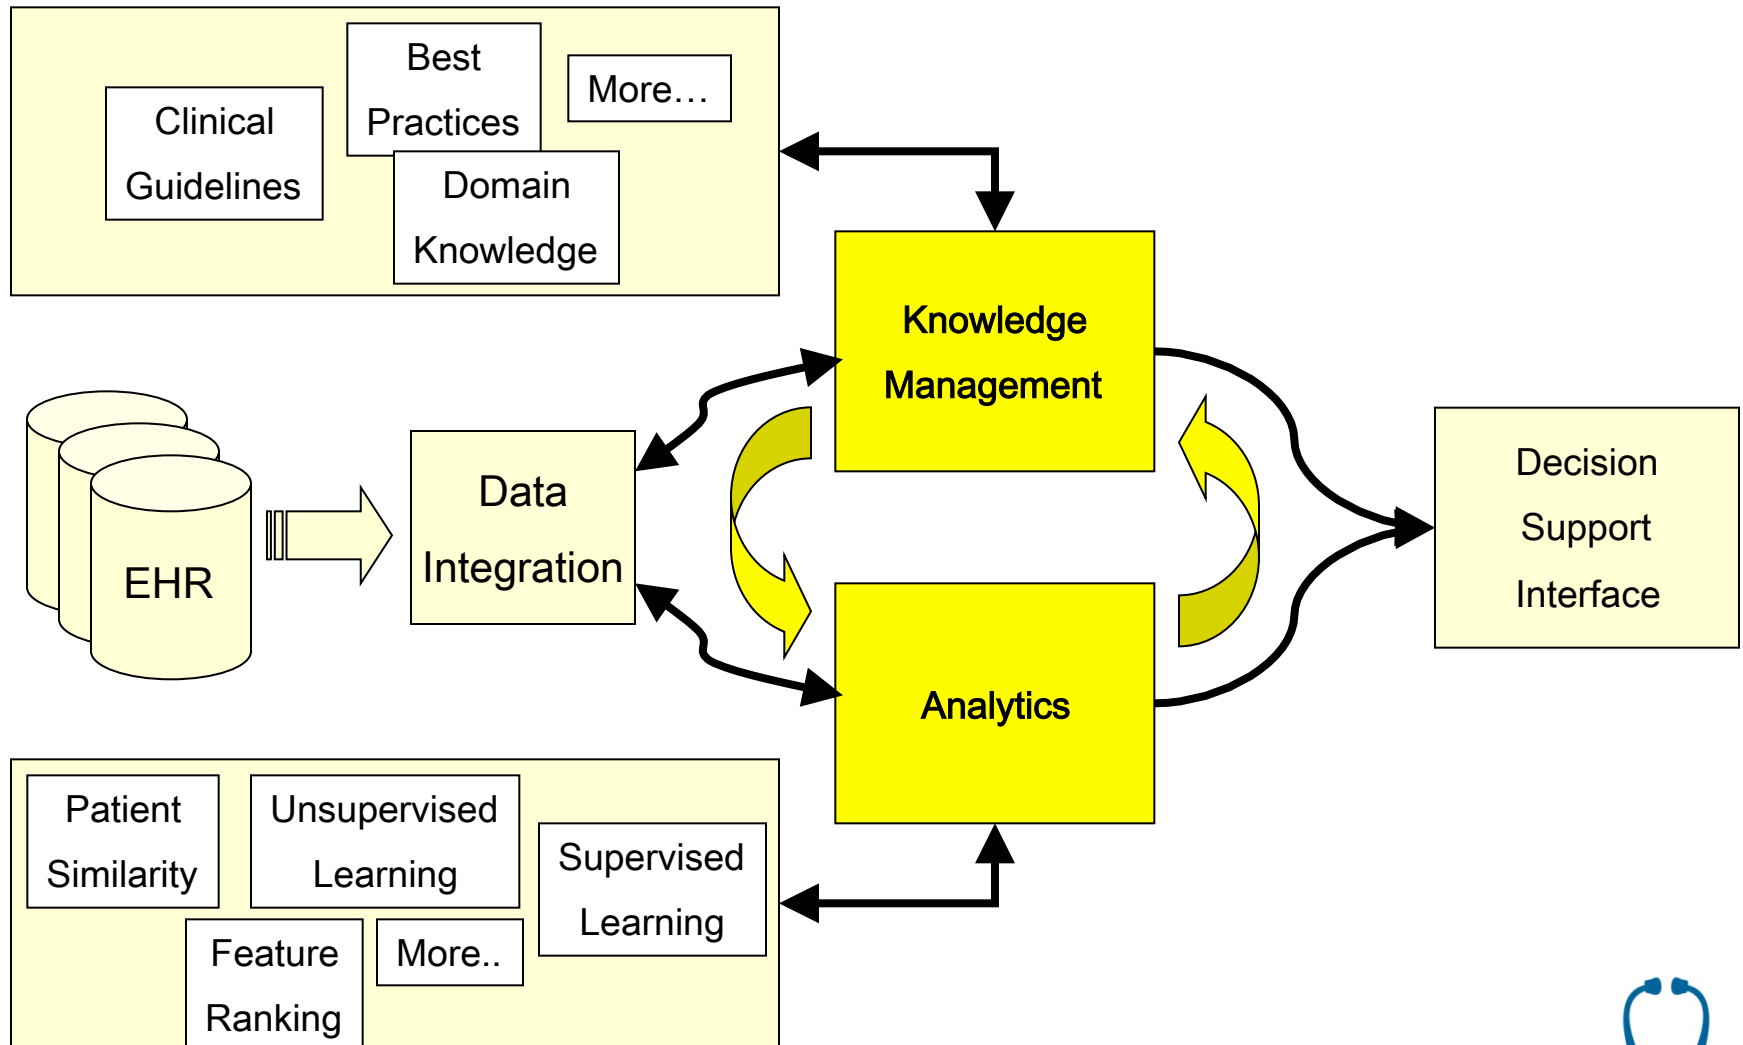 Clinical
Guidelines
Best
Practices
More…
Domain
Knowledge
Knowledge
Management
EHR
Data
Integration
Decision
Support
Interface
Analytics
Patient
Similarity
Unsupervised
Learning
Supervised
Learning
Feature
Ranking
More..